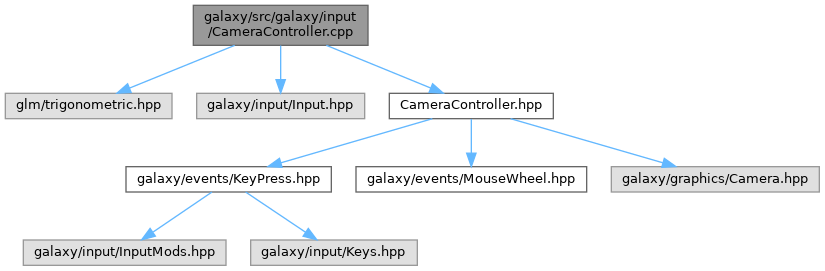 galaxy/src/galaxy/input
/CameraController.cpp
glm/trigonometric.hpp
galaxy/input/Input.hpp
CameraController.hpp
galaxy/events/KeyPress.hpp
galaxy/events/MouseWheel.hpp
galaxy/graphics/Camera.hpp
galaxy/input/InputMods.hpp
galaxy/input/Keys.hpp